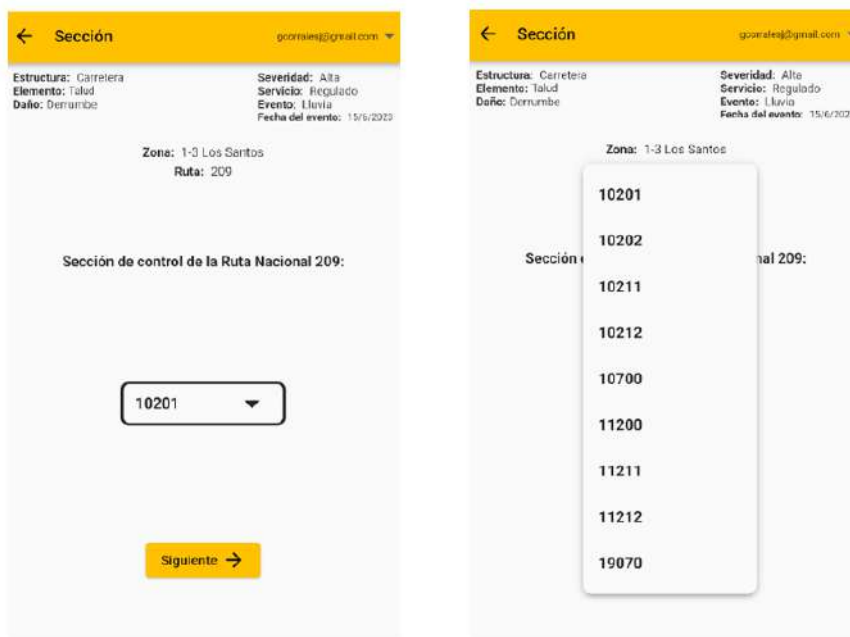 Sección
Estructura: Carretera
Elemento: Talud
Daño: Derrumbe
Severidad: Alta
Servicio: Regulado
Evento: Lluvia
Fecha del evento: 15/6/2023
Zona: 1-3 Los Santos
Ruta: 209
Sección de control de la Ruta Nacional 209:
10201
Siguiente
Sección
Estructura: Carretera
Elemento: Talud
Daño: Derrumbe
Severidad: Alta
Servicio: Regulado
Evento: Lluvia
Fecha del evento: 15/6/202
Zona: 1-3 Los Santos
Sección
nal 209:
10201
10202
10211
10212
10700
11200
11211
11212
19070